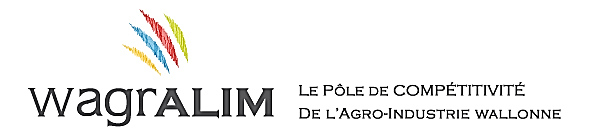 wagrALIM
LE PÔLE DE COMPÉTITIVITÉ
DE L'AGRO-INDUSTRIE WALLONNE